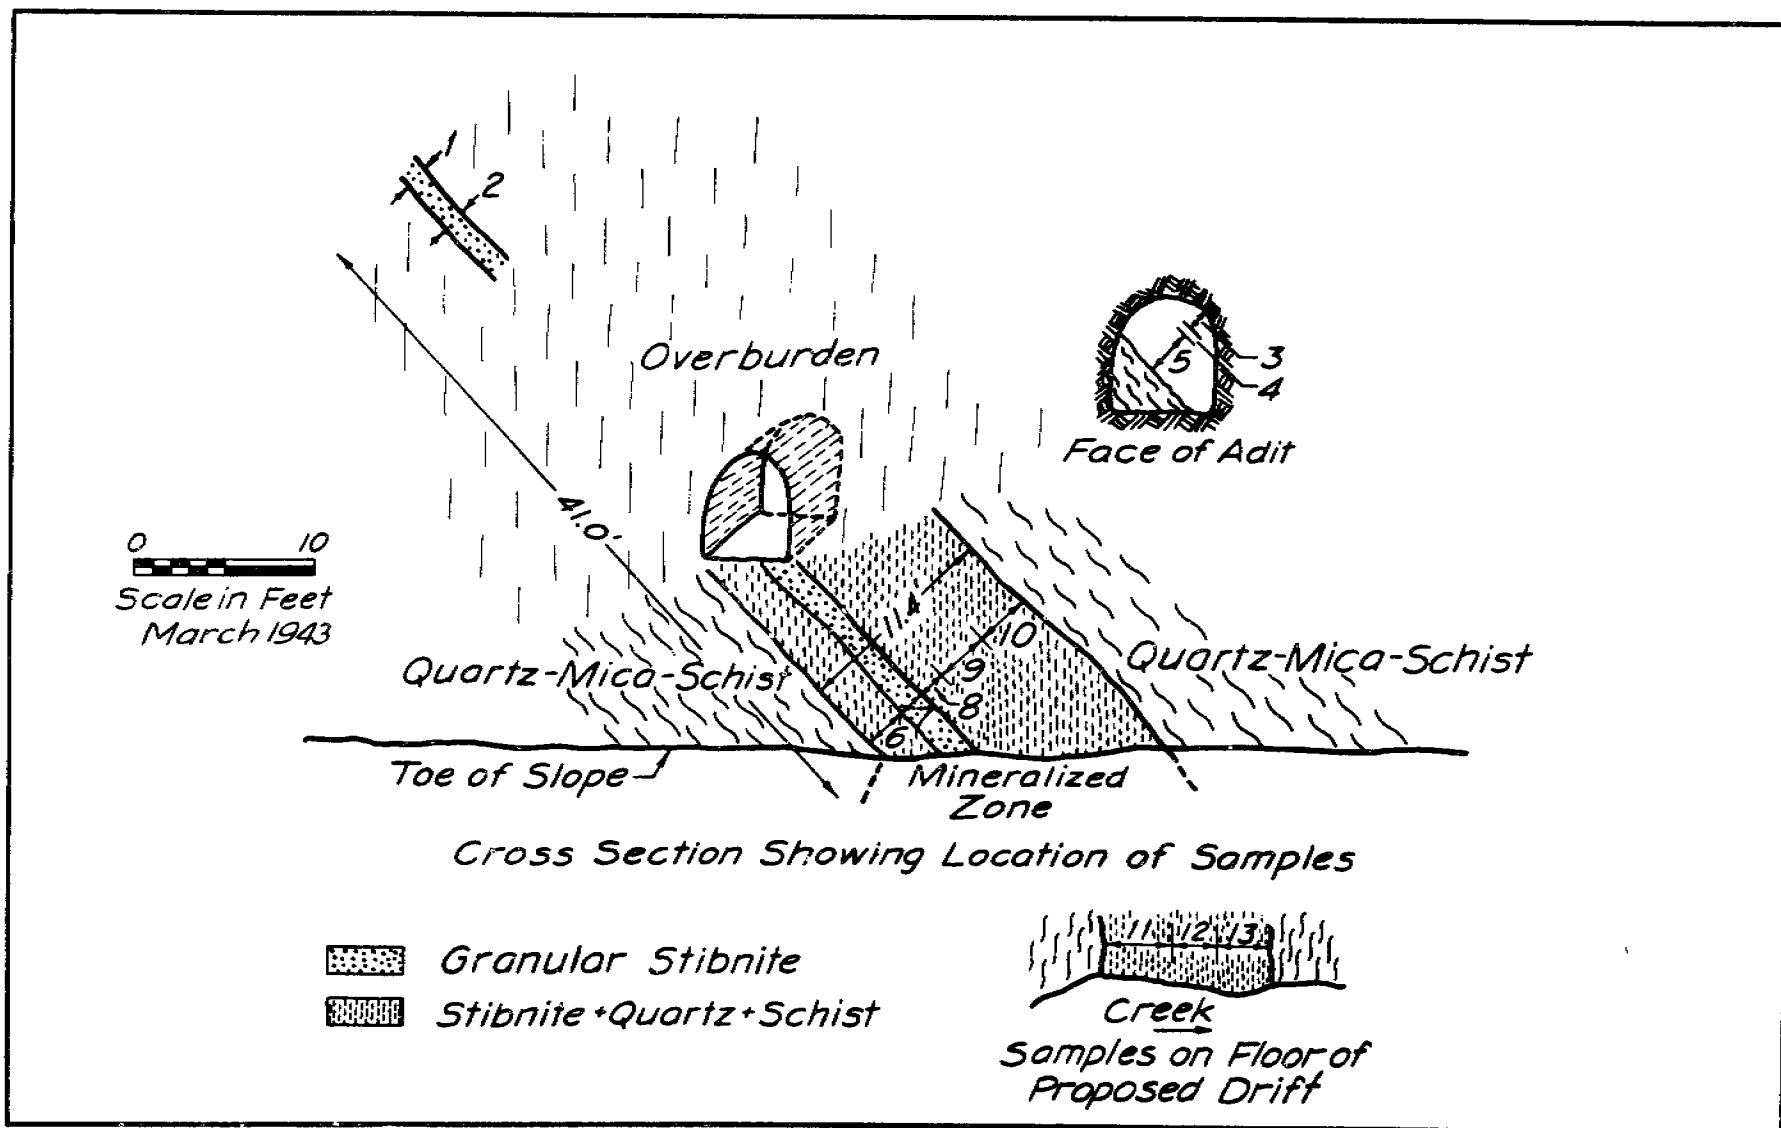 1
2
Overburden
5
3
4
Face of Adit
41.0'
0 10
Scale in Feet
March 1943
10
9
8
6
Quartz-Mica-Schist
Quartz-Mica-Schist
Toe of Slope
Mineralized
Zone
Cross Section Showing Location of Samples
Granular Stibnite
Stibnite+Quartz+Schist
11 12 13
Creek
Samples on Floor of
Proposed Drift